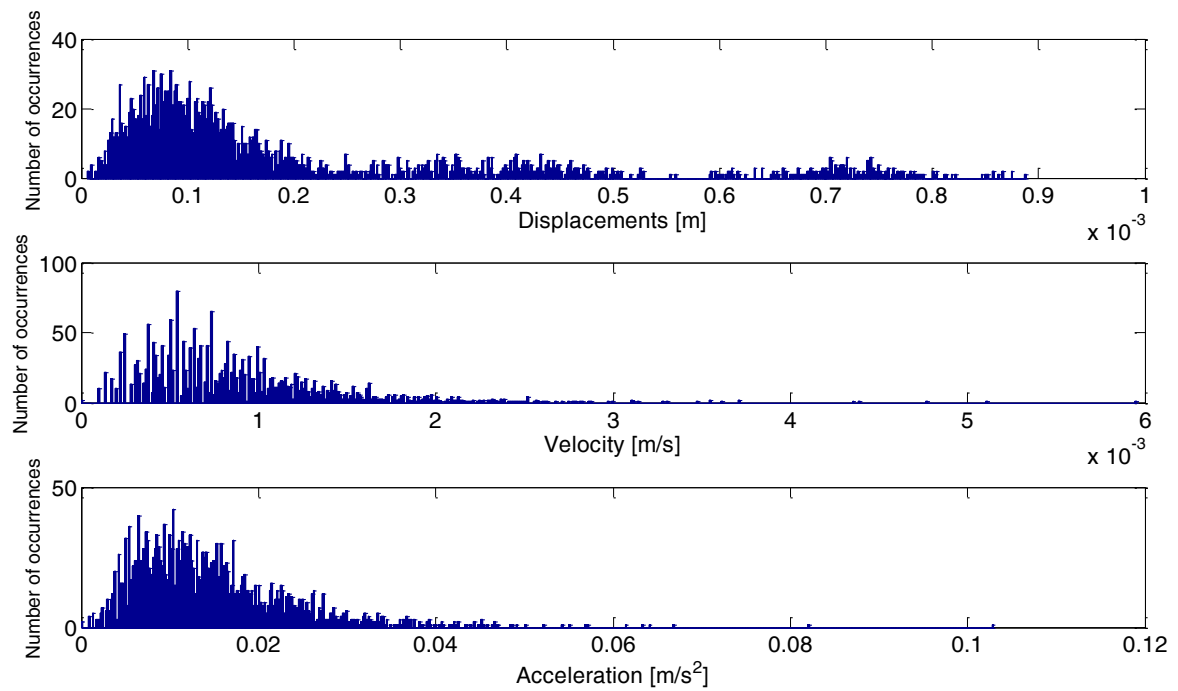 Number of occurrences
40
20
0
0 0.1 0.2 0.3 0.4 0.5 0.6 0.7 0.8 0.9 1
Displacements [m]
x 10-3
Number of occurrences
100
50
0
0 1 2 3 4 5 6
Velocity [m/s]
x 10-3
Number of occurrences
50
0
0 0.02 0.04 0.06 0.08 0.1 0.12
Acceleration [m/s2]